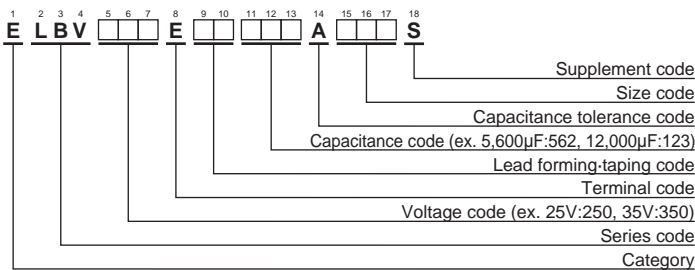 1 2 3 4 5 6 7 8 9 10 11 12 13 14 15 16 17 18
E LBV E A S
Supplement code
Size code
Capacitance tolerance code
Capacitance code (ex. 5,600μF:562, 12,000μF:123)
Lead forming·taping code
Terminal code
Voltage code (ex. 25V:250, 35V:350)
Series code
Category